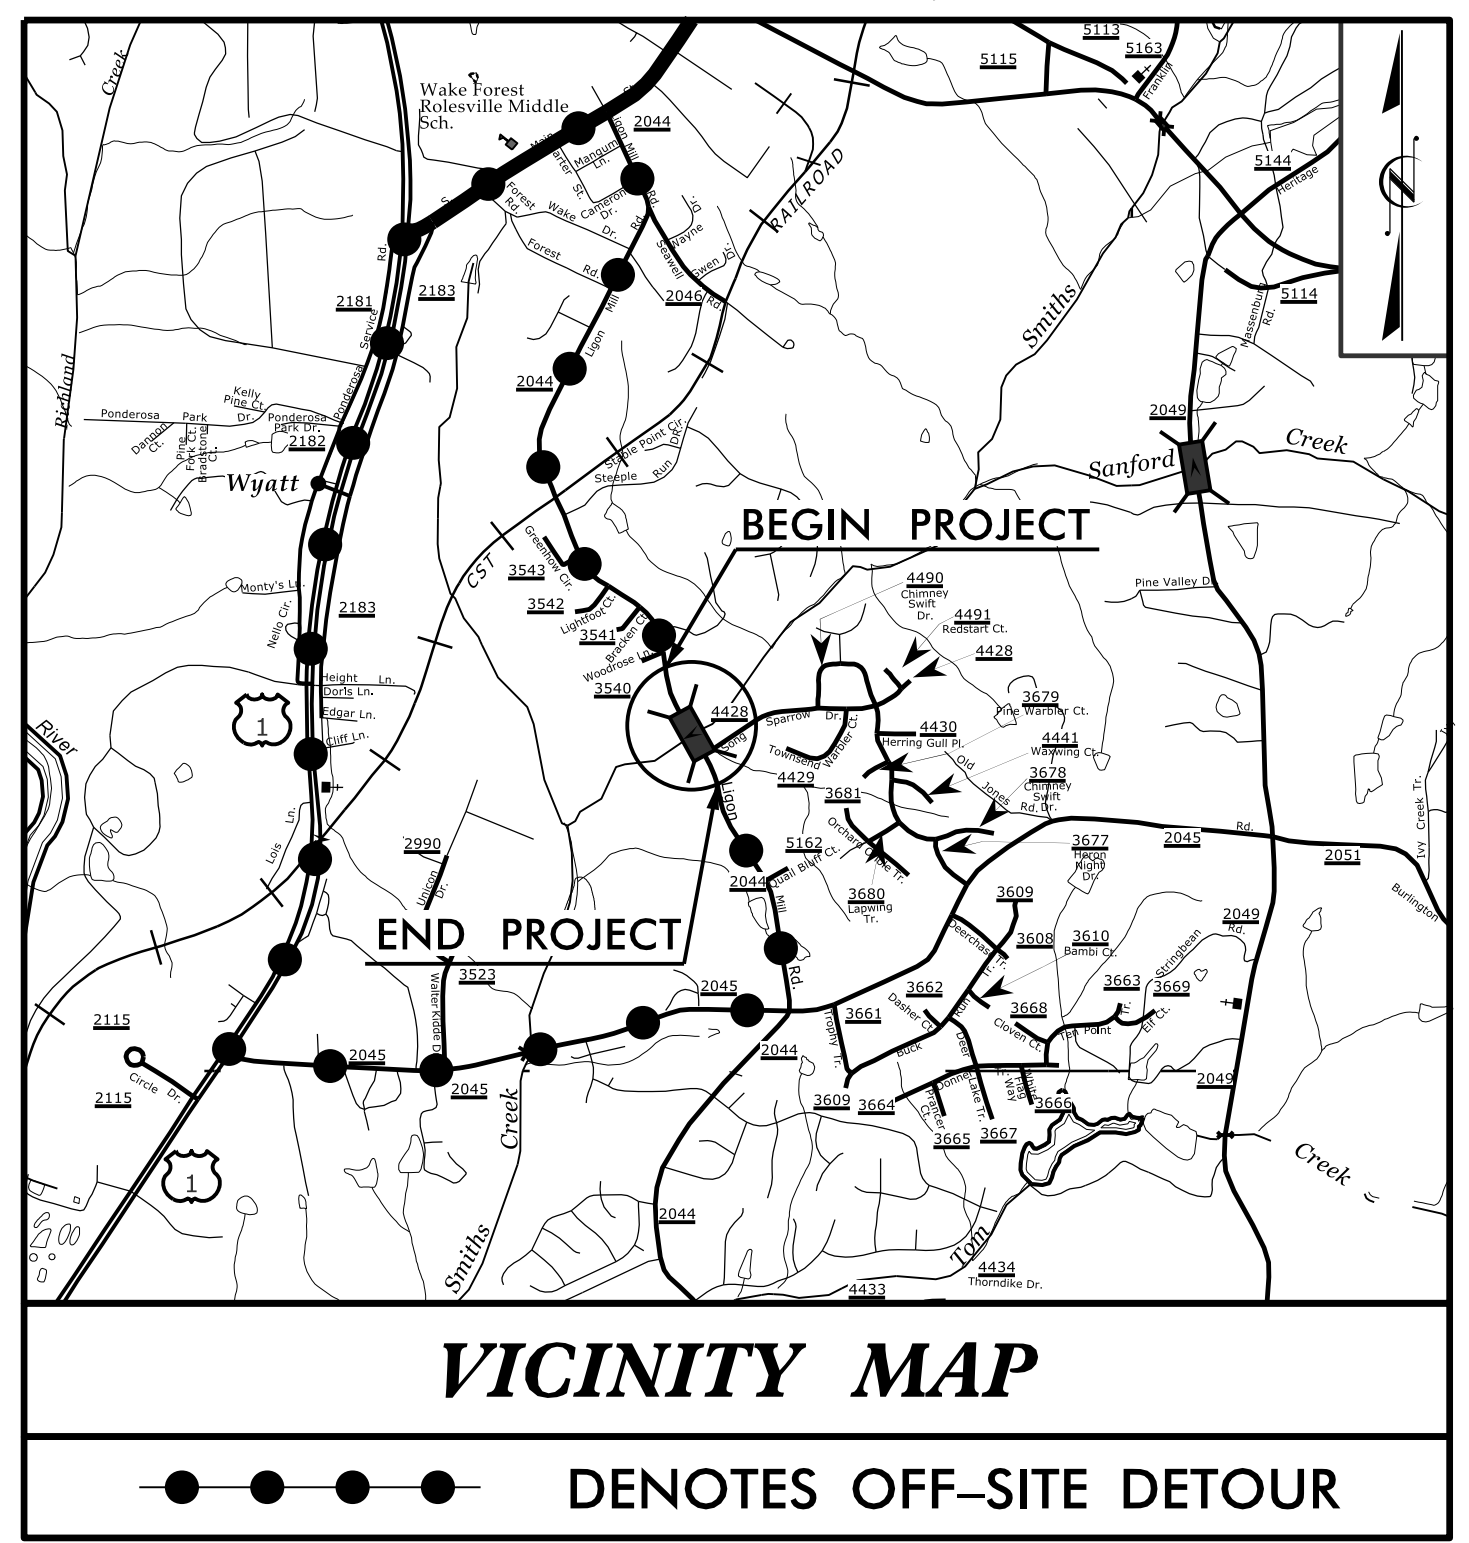 Creek
5113
5163
5115
Franklin
Wake Forest
Rolesville Middle
Sch.
2044
Ligon Mill
Rd.
Main
Mangum
Ln.
St.
Cameron
Dr.
Forest
Rd.
Wake
Dr.
Forest
Rd.
Rd.
Mill
Ligon
Seawell
Rd.
Wayne
Dr.
Gwen
Dr.
2046
RAILROAD
5144
Heritage
5114
Massenburg
Rd.
N
Smiths
Rd.
2181
2183
Service
Ponderosa
Richland
Kelly
Pine Ct.
Ponderosa
Park
Dr.
Ponderosa
Park Dr.
Dannon
Ct.
Pine
Fork Ct.
Bradstone
Ct.
2182
Wyatt
2044
Stable Point Cir.
Steeple
Run
DR.
2049
Sanford
Creek
BEGIN PROJECT
Greenhow Cir.
CST
3543
3542
Lightfoot Ct.
3541
Bracken Ct.
Woodrose Ln.
3540
4490
Chimney
Swift
Dr.
4491
Redstart Ct.
4428
Pine Valley Dr.
Monty's Ln.
Nello Cir.
2183
Height Ln.
Doris Ln.
Edgar Ln.
Cliff Ln.
1
River
4428
Song
Sparrow Dr.
Townsend
Warbler Ct.
4429
3679
Pine Warbler Ct.
4430
Herring Gull Pl.
4441
Waxwing Ct.
Old
Jones
Rd.
3678
Chimney
Swift
Dr.
3681
Orchard Oriole Tr.
Ligon
5162
Quail Bluff Ct.
2044
Mill
Rd.
3680
Lapwing
Tr.
3677
Heron
Night
Dr.
2045
Rd.
2051
Ivy Creek Tr.
Burlington
Lois
Ln.
2990
Unicon
Dr.
END PROJECT
3523
Walter Kidde D
3609
3608
Deerchase Tr.
3610
Bambi Ct.
Tr.
Run
2049
Rd.
Stringbean
3663
3669
Elf Ct.
Tr.
3662
Dasher Ct.
3661
Trophy Tr.
Buck
Deer
3668
Cloven Ct.
Ten Point
2045
2115
2115
Circle Dr.
2045
2045
2044
3609
3664
Donner
Lake Tr.
Prancer
Ct.
White
Flag
Way
3665
3667
3666
2049
Creek
Creek
Smiths
1
2044
Tom
4434
Thorndike Dr.
4433
VICINITY MAP
DENOTES OFF–SITE DETOUR